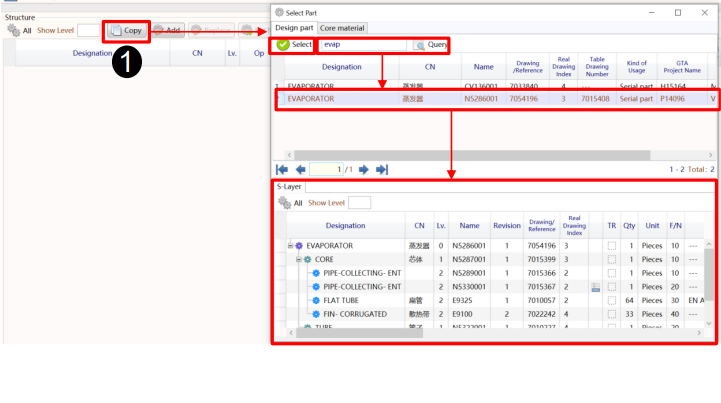 Structure
All Show Level Copy Add Replace
Designation CN Lv. Op
1
Select Part
Design part Core material
Select evap Query
Designation CN Name Drawing /Reference Real Drawing Index Table Drawing Number Kind of Usage GTA Project Name
1 EVAPORATOR 蒸发器 CV136001 7033840 4 --- Serial part H15164
EVAPORATOR 蒸发器 N5286001 7054196 3 7015408 Serial part P14096 V
1 / 1 1 - 2 Total: 2
S-Layer
All Show Level
Designation CN Lv. Name Revision Drawing/ Reference Real Drawing Index TR Qty Unit F/N
EVAPORATOR 蒸发器 0 N5286001 1 7054196 3 1 Pieces 10 ---
CORE 芯体 1 N5287001 1 7015399 3 1 Pieces 10 ---
PIPE-COLLECTING- ENT 2 N5289001 1 7015366 2 1 Pieces 10 ---
PIPE-COLLECTING- ENT 2 N5330001 1 7015367 2 1 Pieces 20 ---
FLAT TUBE 扁管 2 E9325 1 7010057 2 64 Pieces 30 EN A
FIN- CORRUGATED 散热带 2 E9100 2 7022242 4 33 Pieces 40 ---
TUBE 管子 1 N5322001 1 7010227 4 1 Pieces 20